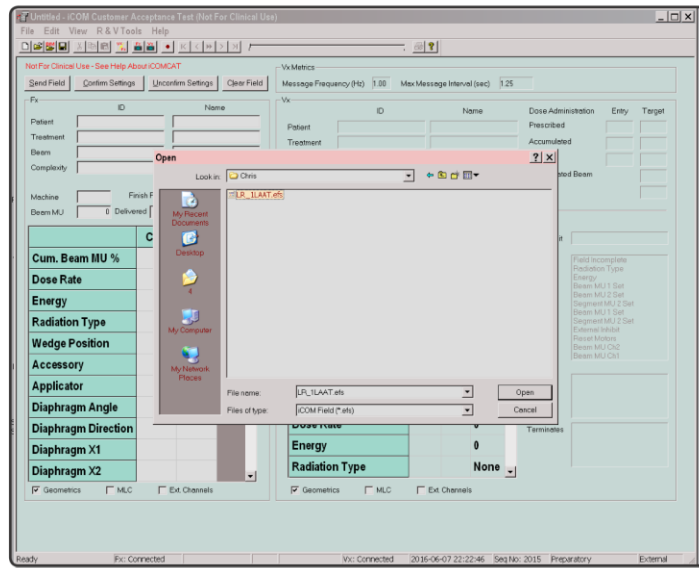 Untitled - iCOM Customer Acceptance Test (Not For Clinical Use)
File Edit View R & V Tools Help
Not For Clinical Use - See Help About iCOMCAT
Send Field Confirm Settings Unconfirm Settings Clear Field
Vx Metrics
Message Frequency (Hz) 1.00 Max Message Interval (sec) 1.25
Fx
ID Name
Patient
Treatment
Beam
Complexity
Machine Finish
Beam MU 0 Delivered
Vx
ID Name Dose Administration Entry Target
Patient Prescribed
Treatment Accumulated
Beam
Open
Look in: Chris
LR_1LAAT.efs
My Recent Documents
Desktop
4
My Computer
My Network Places
File name: LR_1LAAT.efs Open
Files of type: iCOM Field (*.efs) Cancel
C
Cum. Beam MU %
Dose Rate
Energy
Radiation Type
Wedge Position
Accessory
Applicator
Diaphragm Angle
Diaphragm Direction
Diaphragm X1
Diaphragm X2
Field Incomplete
Radiation Type
Energy
Beam MU 1 Set
Beam MU 2 Set
Segment MU 2 Set
Beam MU 1 Set
Segment MU 2 Set
External Inhibit
Reset Motors
Beam MU Ch2
Beam MU Ch1
Terminates
Dose Rate 0
Energy 0
Radiation Type None
Geometrics MLC Ext. Channels
Geometrics MLC Ext. Channels
Ready Fx: Connected Vx: Connected 2016-06-07 22:22:46 Seq No: 2015 Preparatory External